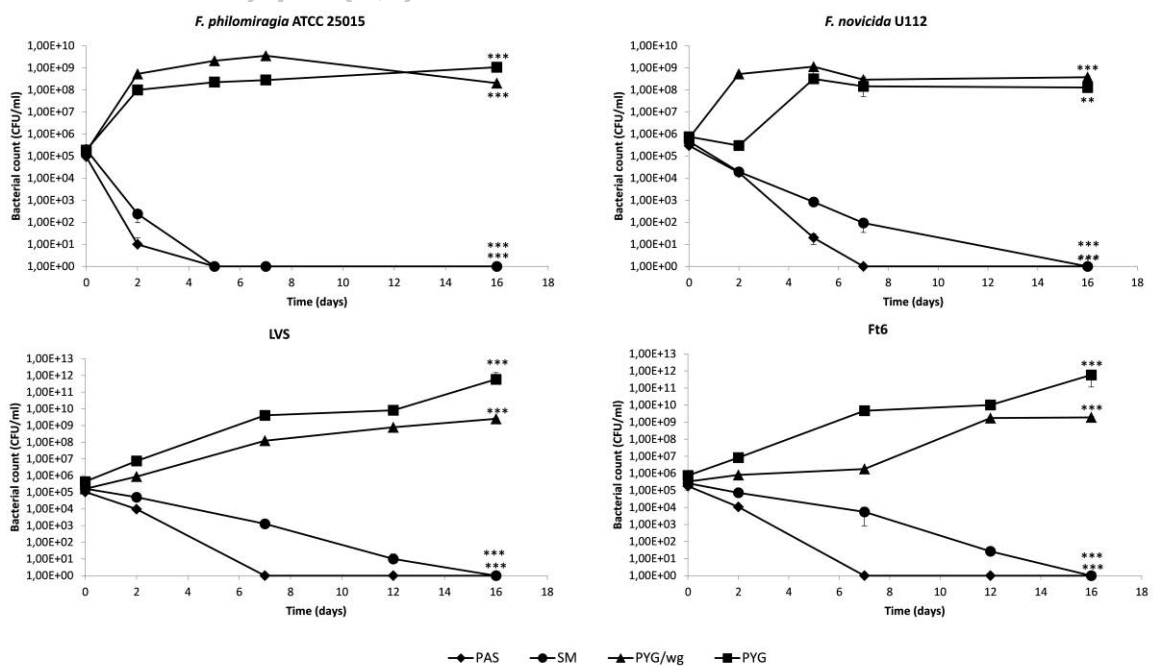 F. philomiragia ATCC 25015
1,00E+10
1,00E+09
1,00E+08
1,00E+07
1,00E+06
1,00E+05
1,00E+04
1,00E+03
1,00E+02
1,00E+01
1,00E+00
Bacterial count (CFU/ml)
***
***
***
***
0 2 4 6 8 10 12 14 16 18
Time (days)
F. novicida U112
1,00E+10
1,00E+09
1,00E+08
1,00E+07
1,00E+06
1,00E+05
1,00E+04
1,00E+03
1,00E+02
1,00E+01
1,00E+00
Bacterial count (CFU/ml)
***
**
***
***
0 2 4 6 8 10 12 14 16 18
Time (days)
LVS
1,00E+13
1,00E+12
1,00E+11
1,00E+10
1,00E+09
1,00E+08
1,00E+07
1,00E+06
1,00E+05
1,00E+04
1,00E+03
1,00E+02
1,00E+01
1,00E+00
Bacterial count (CFU/ml)
***
***
***
***
0 2 4 6 8 10 12 14 16 18
Time (days)
Ft6
1,00E+13
1,00E+12
1,00E+11
1,00E+10
1,00E+09
1,00E+08
1,00E+07
1,00E+06
1,00E+05
1,00E+04
1,00E+03
1,00E+02
1,00E+01
1,00E+00
Bacterial count (CFU/ml)
***
***
***
***
0 2 4 6 8 10 12 14 16 18
Time (days)
PAS SM PYG/wg PYG